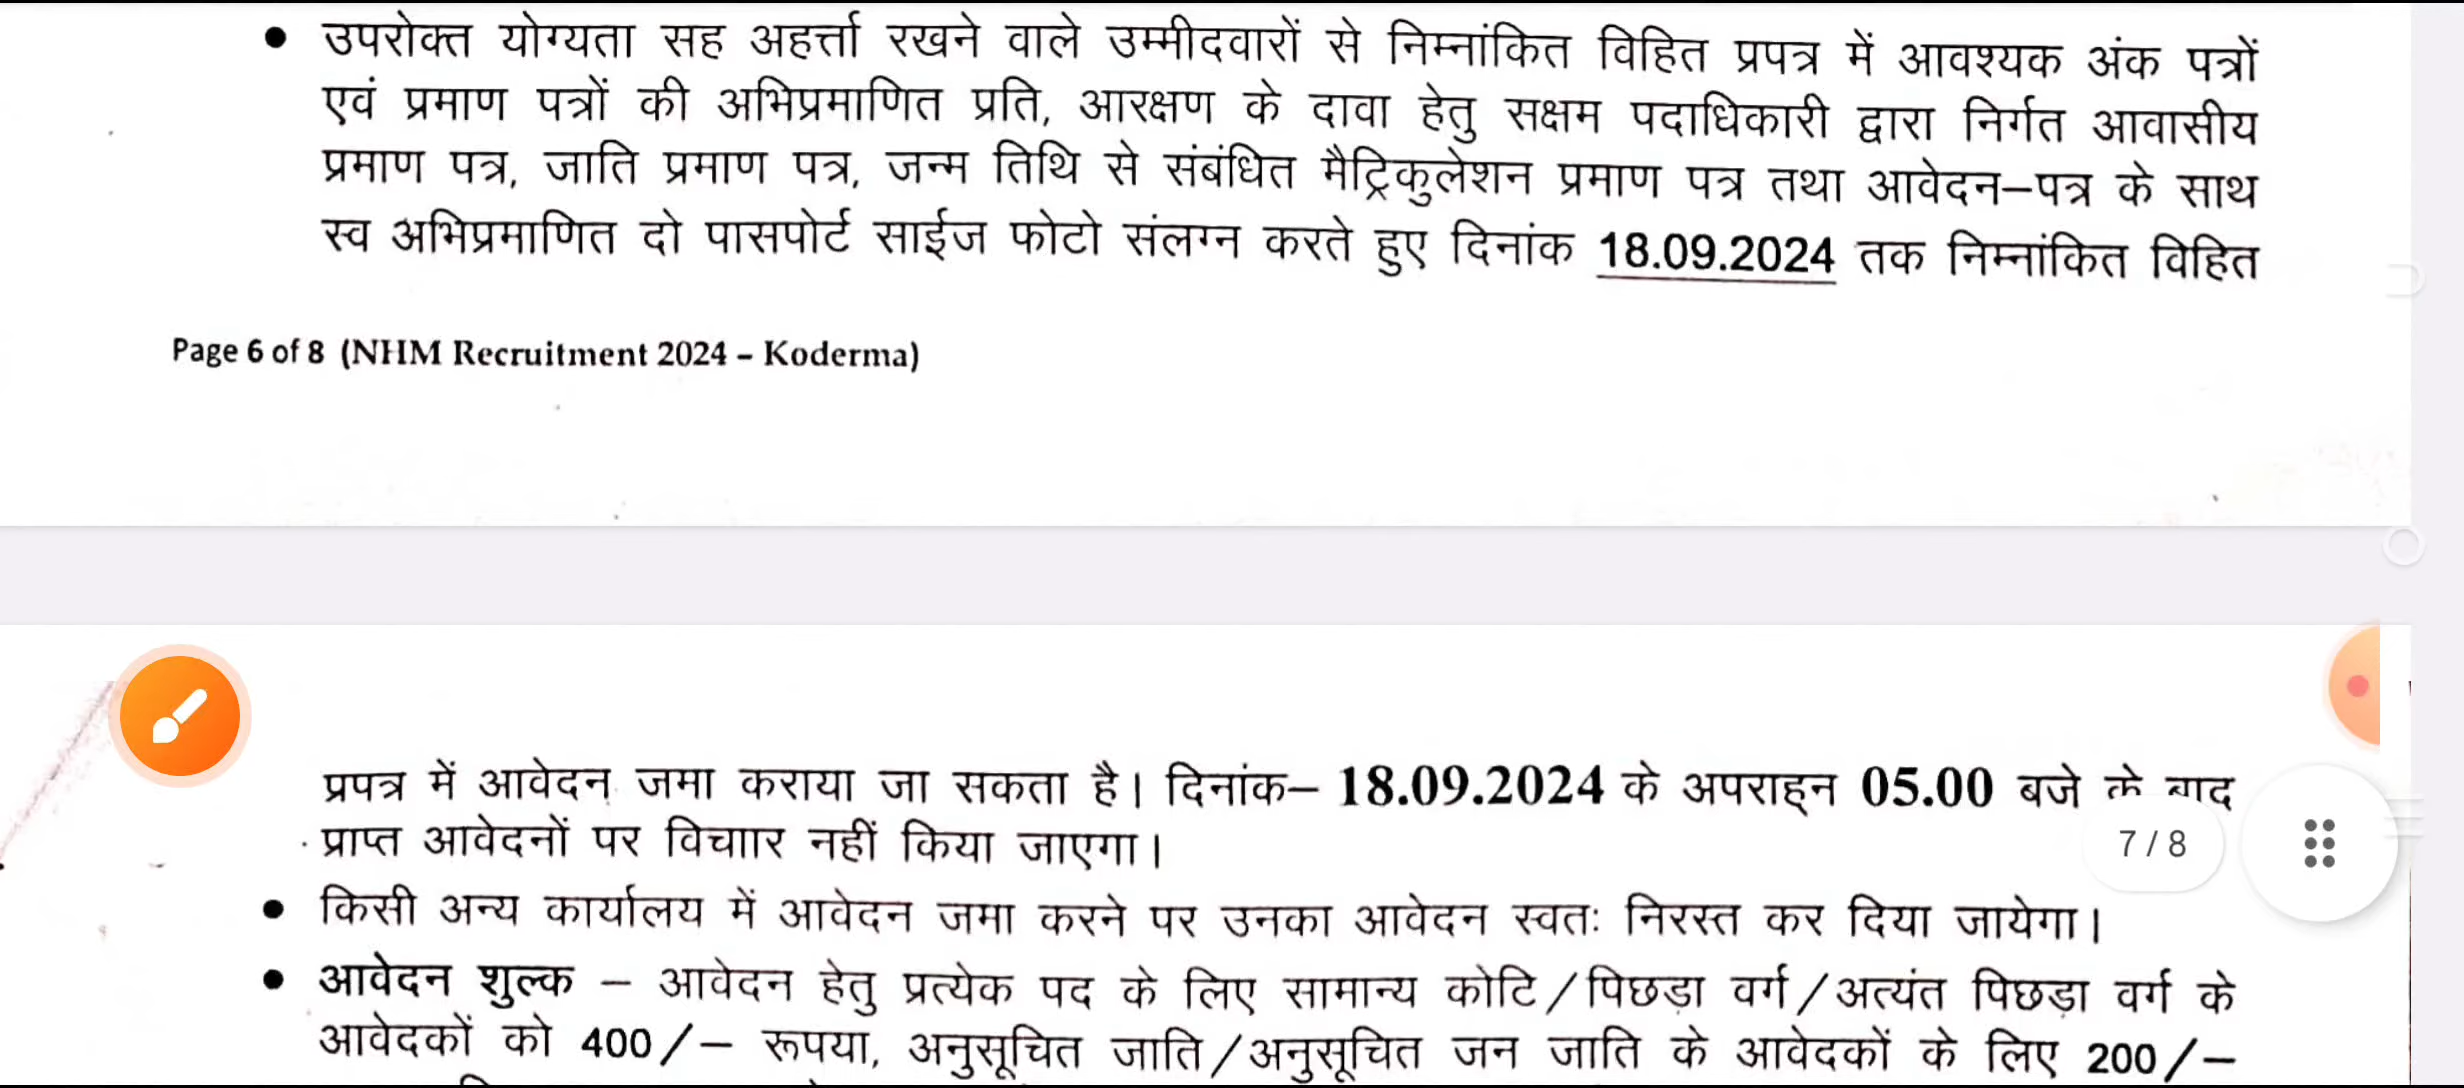 • उपरोक्त योग्यता सह अहर्त्ता रखने वाले उम्मीदवारों से निम्नांकित विहित प्रपत्र में आवश्यक अंक पत्रों
एवं प्रमाण पत्रों की अभिप्रमाणित प्रति, आरक्षण के दावा हेतु सक्षम पदाधिकारी द्वारा निर्गत आवासीय
प्रमाण पत्र, जाति प्रमाण पत्र, जन्म तिथि से संबंधित मैट्रिकुलेशन प्रमाण पत्र तथा आवेदन–पत्र के साथ
स्व अभिप्रमाणित दो पासपोर्ट साईज फोटो संलग्न करते हुए दिनांक 18.09.2024 तक निम्नांकित विहित
Page 6 of 8 (NHM Recruitment 2024 – Koderma)
प्रपत्र में आवेदन जमा कराया जा सकता है। दिनांक– 18.09.2024 के अपराह्न 05.00 बजे के बाद
प्राप्त आवेदनों पर विचाार नहीं किया जाएगा।
7 / 8
• किसी अन्य कार्यालय में आवेदन जमा करने पर उनका आवेदन स्वतः निरस्त कर दिया जायेगा।
• आवेदन शुल्क – आवेदन हेतु प्रत्येक पद के लिए सामान्य कोटि/पिछड़ा वर्ग/अत्यंत पिछड़ा वर्ग के
आवेदकों को 400/– रूपया, अनुसूचित जाति/अनुसूचित जन जाति के आवेदकों के लिए 200/–